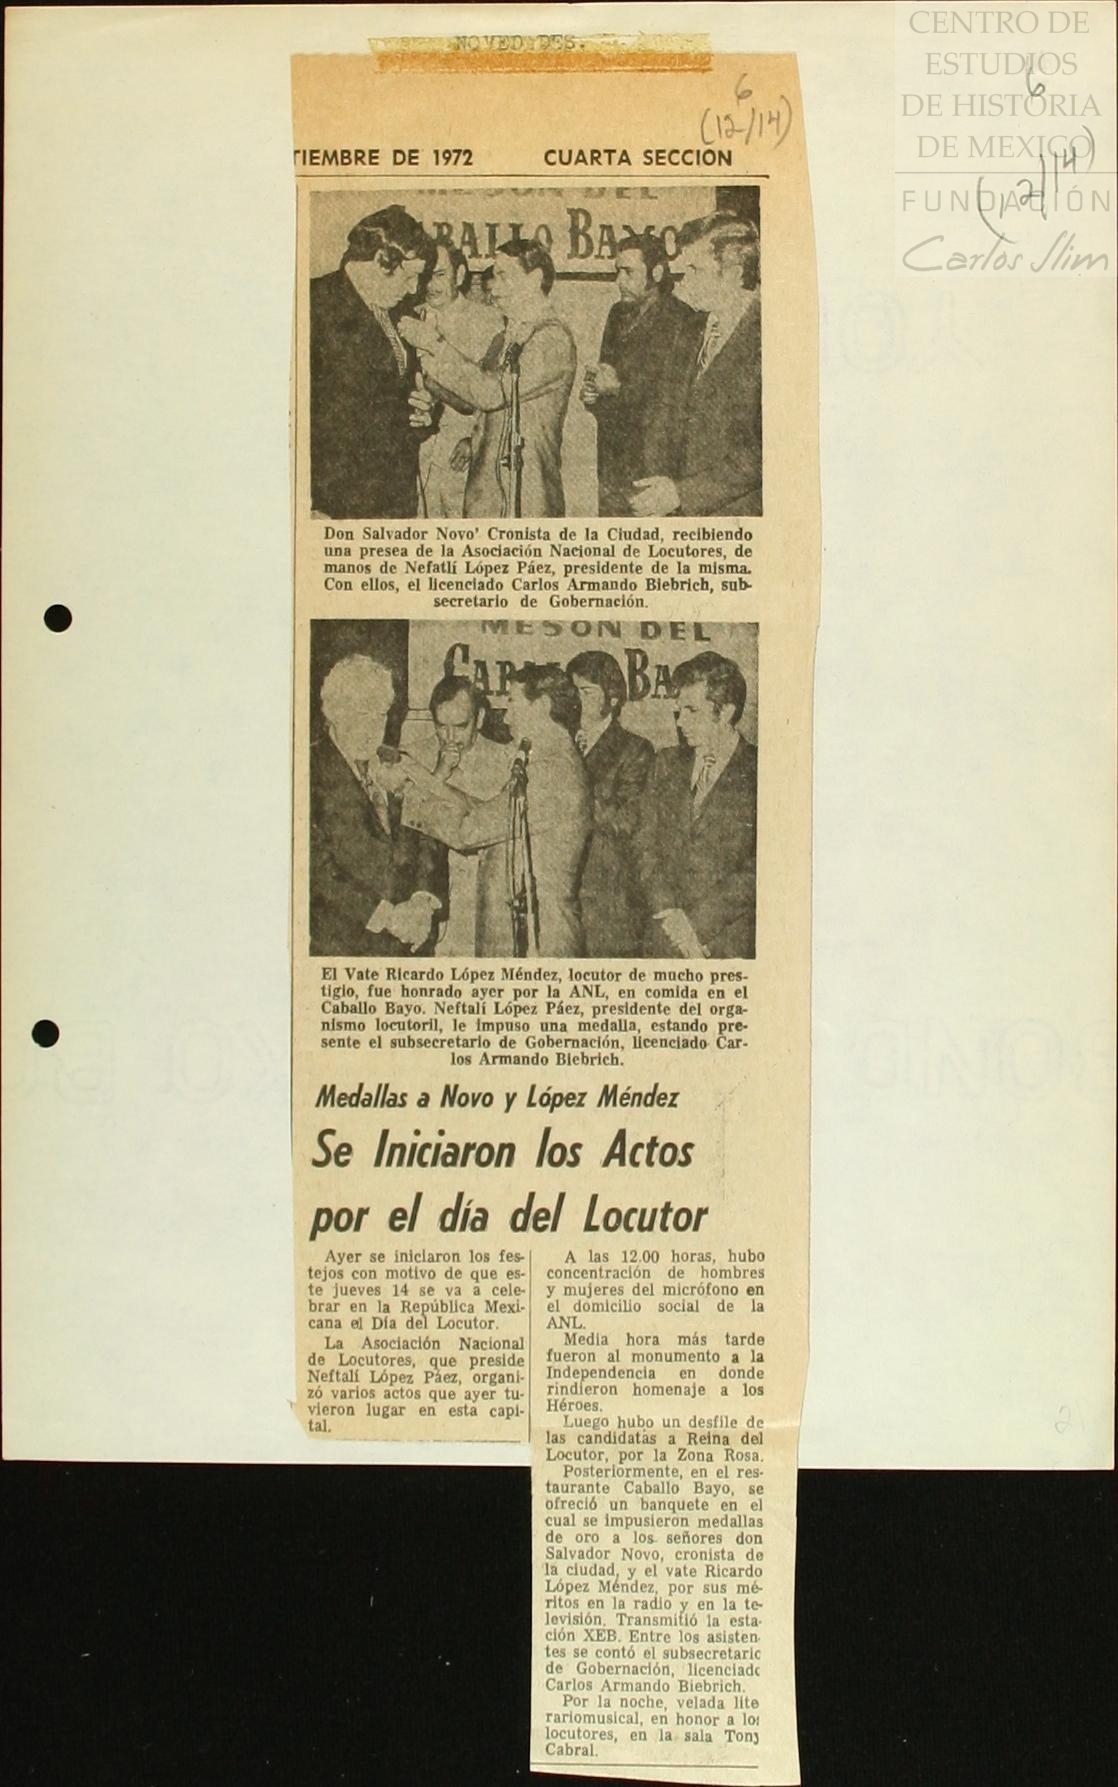 NOVEDADES.
CENTRO DE
ESTUDIOS
DE HISTORIA
DE MEXICO
FUNDACIÓN
Carlos Slim
6
(12/14)
6
(12/14)
TIEMBRE DE 1972 CUARTA SECCION
MESON DEL
CABALLO BAYO
Don Salvador Novo' Cronista de la Ciudad, recibiendo
una presea de la Asociación Nacional de Locutores, de
manos de Nefatlí López Páez, presidente de la misma.
Con ellos, el licenciado Carlos Armando Biebrich, sub-
secretario de Gobernación.
MESON DEL
El Vate Ricardo López Méndez, locutor de mucho pres-
tigio, fue honrado ayer por la ANL, en comida en el
Caballo Bayo. Neftalí López Páez, presidente del orga-
nismo locutoril, le impuso una medalla, estando pre-
sente el subsecretario de Gobernación, licenciado Car-
los Armando Biebrich.
Medallas a Novo y López Méndez
Se Iniciaron los Actos
por el día del Locutor
Ayer se iniciaron los fes-
tejos con motivo de que es-
te jueves 14 se va a cele-
brar en la República Mexi-
cana el Día del Locutor.
La Asociación Nacional
de Locutores, que preside
Neftalí López Páez, organi-
zó varios actos que ayer tu-
vieron lugar en esta capi-
tal.
A las 12.00 horas, hubo
concentración de hombres
y mujeres del micrófono en
el domicilio social de la
ANL.
Media hora más tarde
fueron al monumento a la
Independencia en donde
rindieron homenaje a los
Héroes.
Luego hubo un desfile de
las candidatas a Reina del
Locutor, por la Zona Rosa.
Posteriormente, en el res-
taurante Caballo Bayo, se
ofreció un banquete en el
cual se impusieron medallas
de oro a los señores don
Salvador Novo, cronista de
la ciudad, y el vate Ricardo
López Méndez, por sus mé-
ritos en la radio y en la te-
levisión. Transmitió la esta-
ción XEB. Entre los asisten-
tes se contó el subsecretario
de Gobernación, licenciado
Carlos Armando Biebrich.
Por la noche, velada lite
rariomusical, en honor a los
locutores, en la sala Tony
Cabral.
21